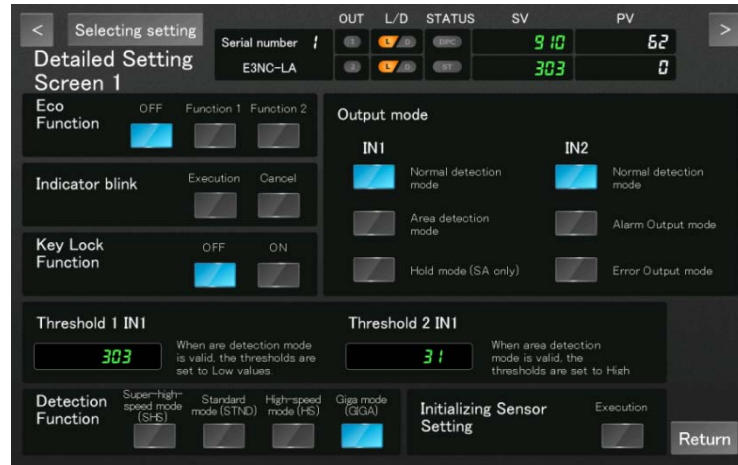 <
Selecting setting
Detailed Setting
Screen 1
Serial number 1
E3NC-LA
OUT L/D STATUS SV PV
1 L/D DPC 910 62
2 L/D ST 303 0
>
Eco
Function
OFF Function 1 Function 2
Indicator blink
Execution Cancel
Key Lock
Function
OFF ON
Output mode
IN1 IN2
Normal detection
mode
Normal detection
mode
Area detection
mode
Alarm Output mode
Hold mode (SA only)
Error Output mode
Threshold 1 IN1
303
When are detection mode
is valid, the thresholds are
set to Low values.
Threshold 2 IN1
31
When area detection
mode is valid, the
thresholds are set to High
Detection
Function
Super-high-
speed mode
(SHS)
Standard
mode (STND)
High-speed
mode (HS)
Giga mode
(GIGA)
Initializing Sensor
Setting
Execution
Return